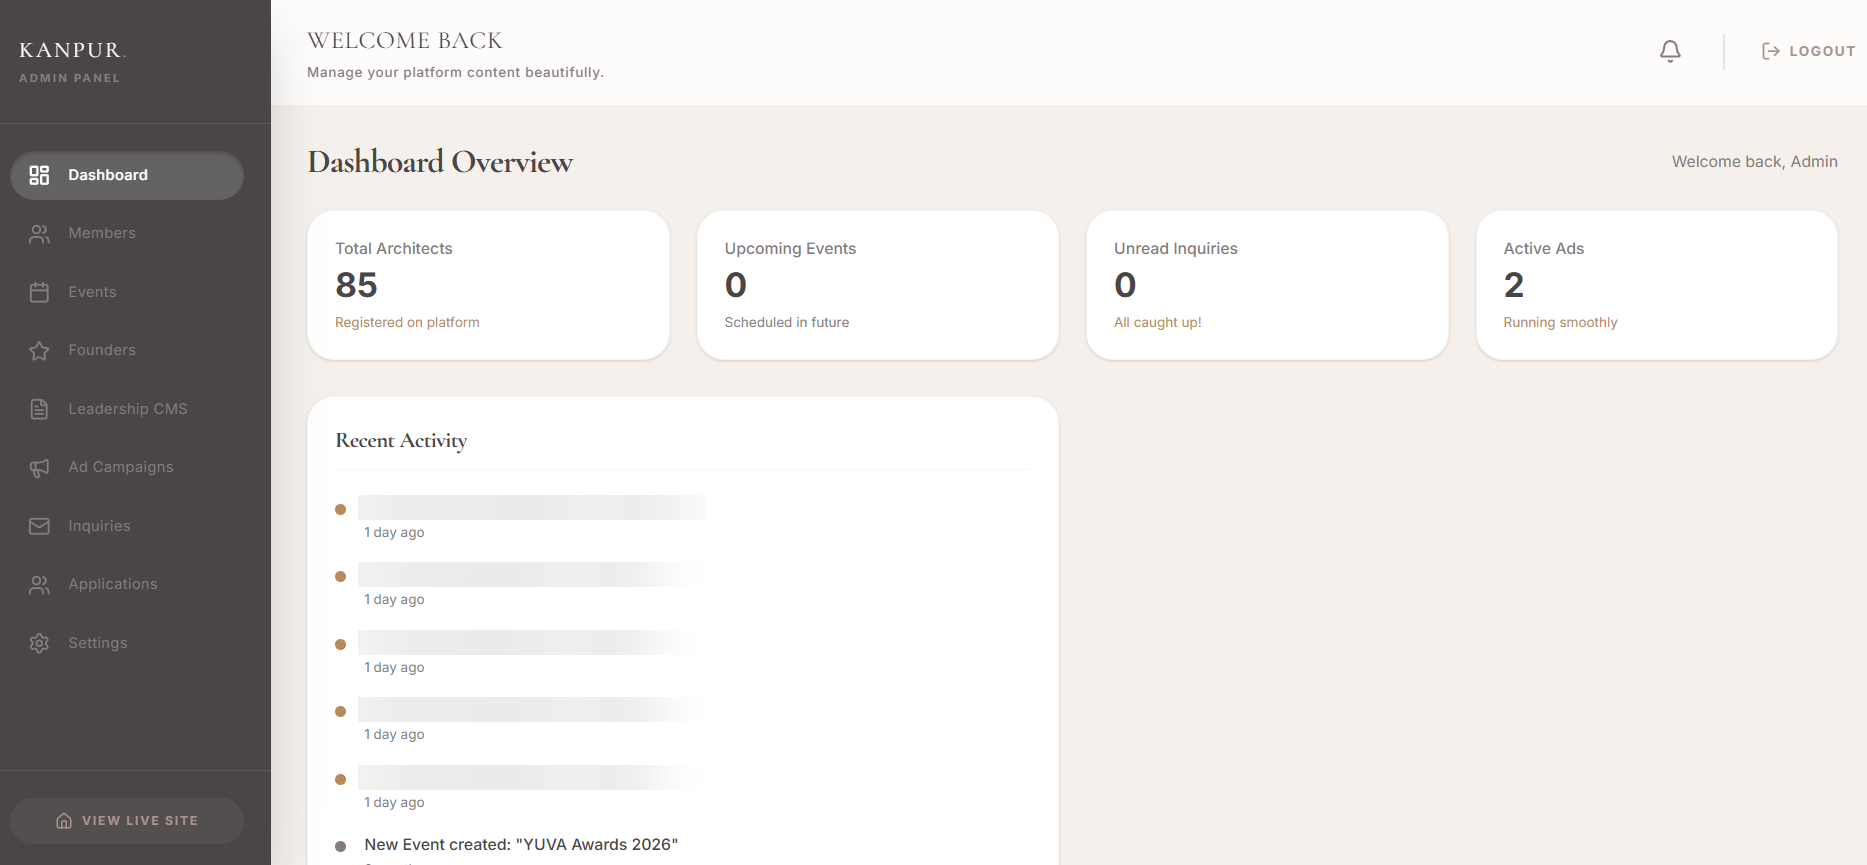 KANPUR.
ADMIN PANEL
Dashboard
Members
Events
Founders
Leadership CMS
Ad Campaigns
Inquiries
Applications
Settings
VIEW LIVE SITE
WELCOME BACK
Manage your platform content beautifully.
LOGOUT
Dashboard Overview
Welcome back, Admin
Total Architects
85
Registered on platform
Upcoming Events
0
Scheduled in future
Unread Inquiries
0
All caught up!
Active Ads
2
Running smoothly
Recent Activity
1 day ago
1 day ago
1 day ago
1 day ago
1 day ago
New Event created: "YUVA Awards 2026"